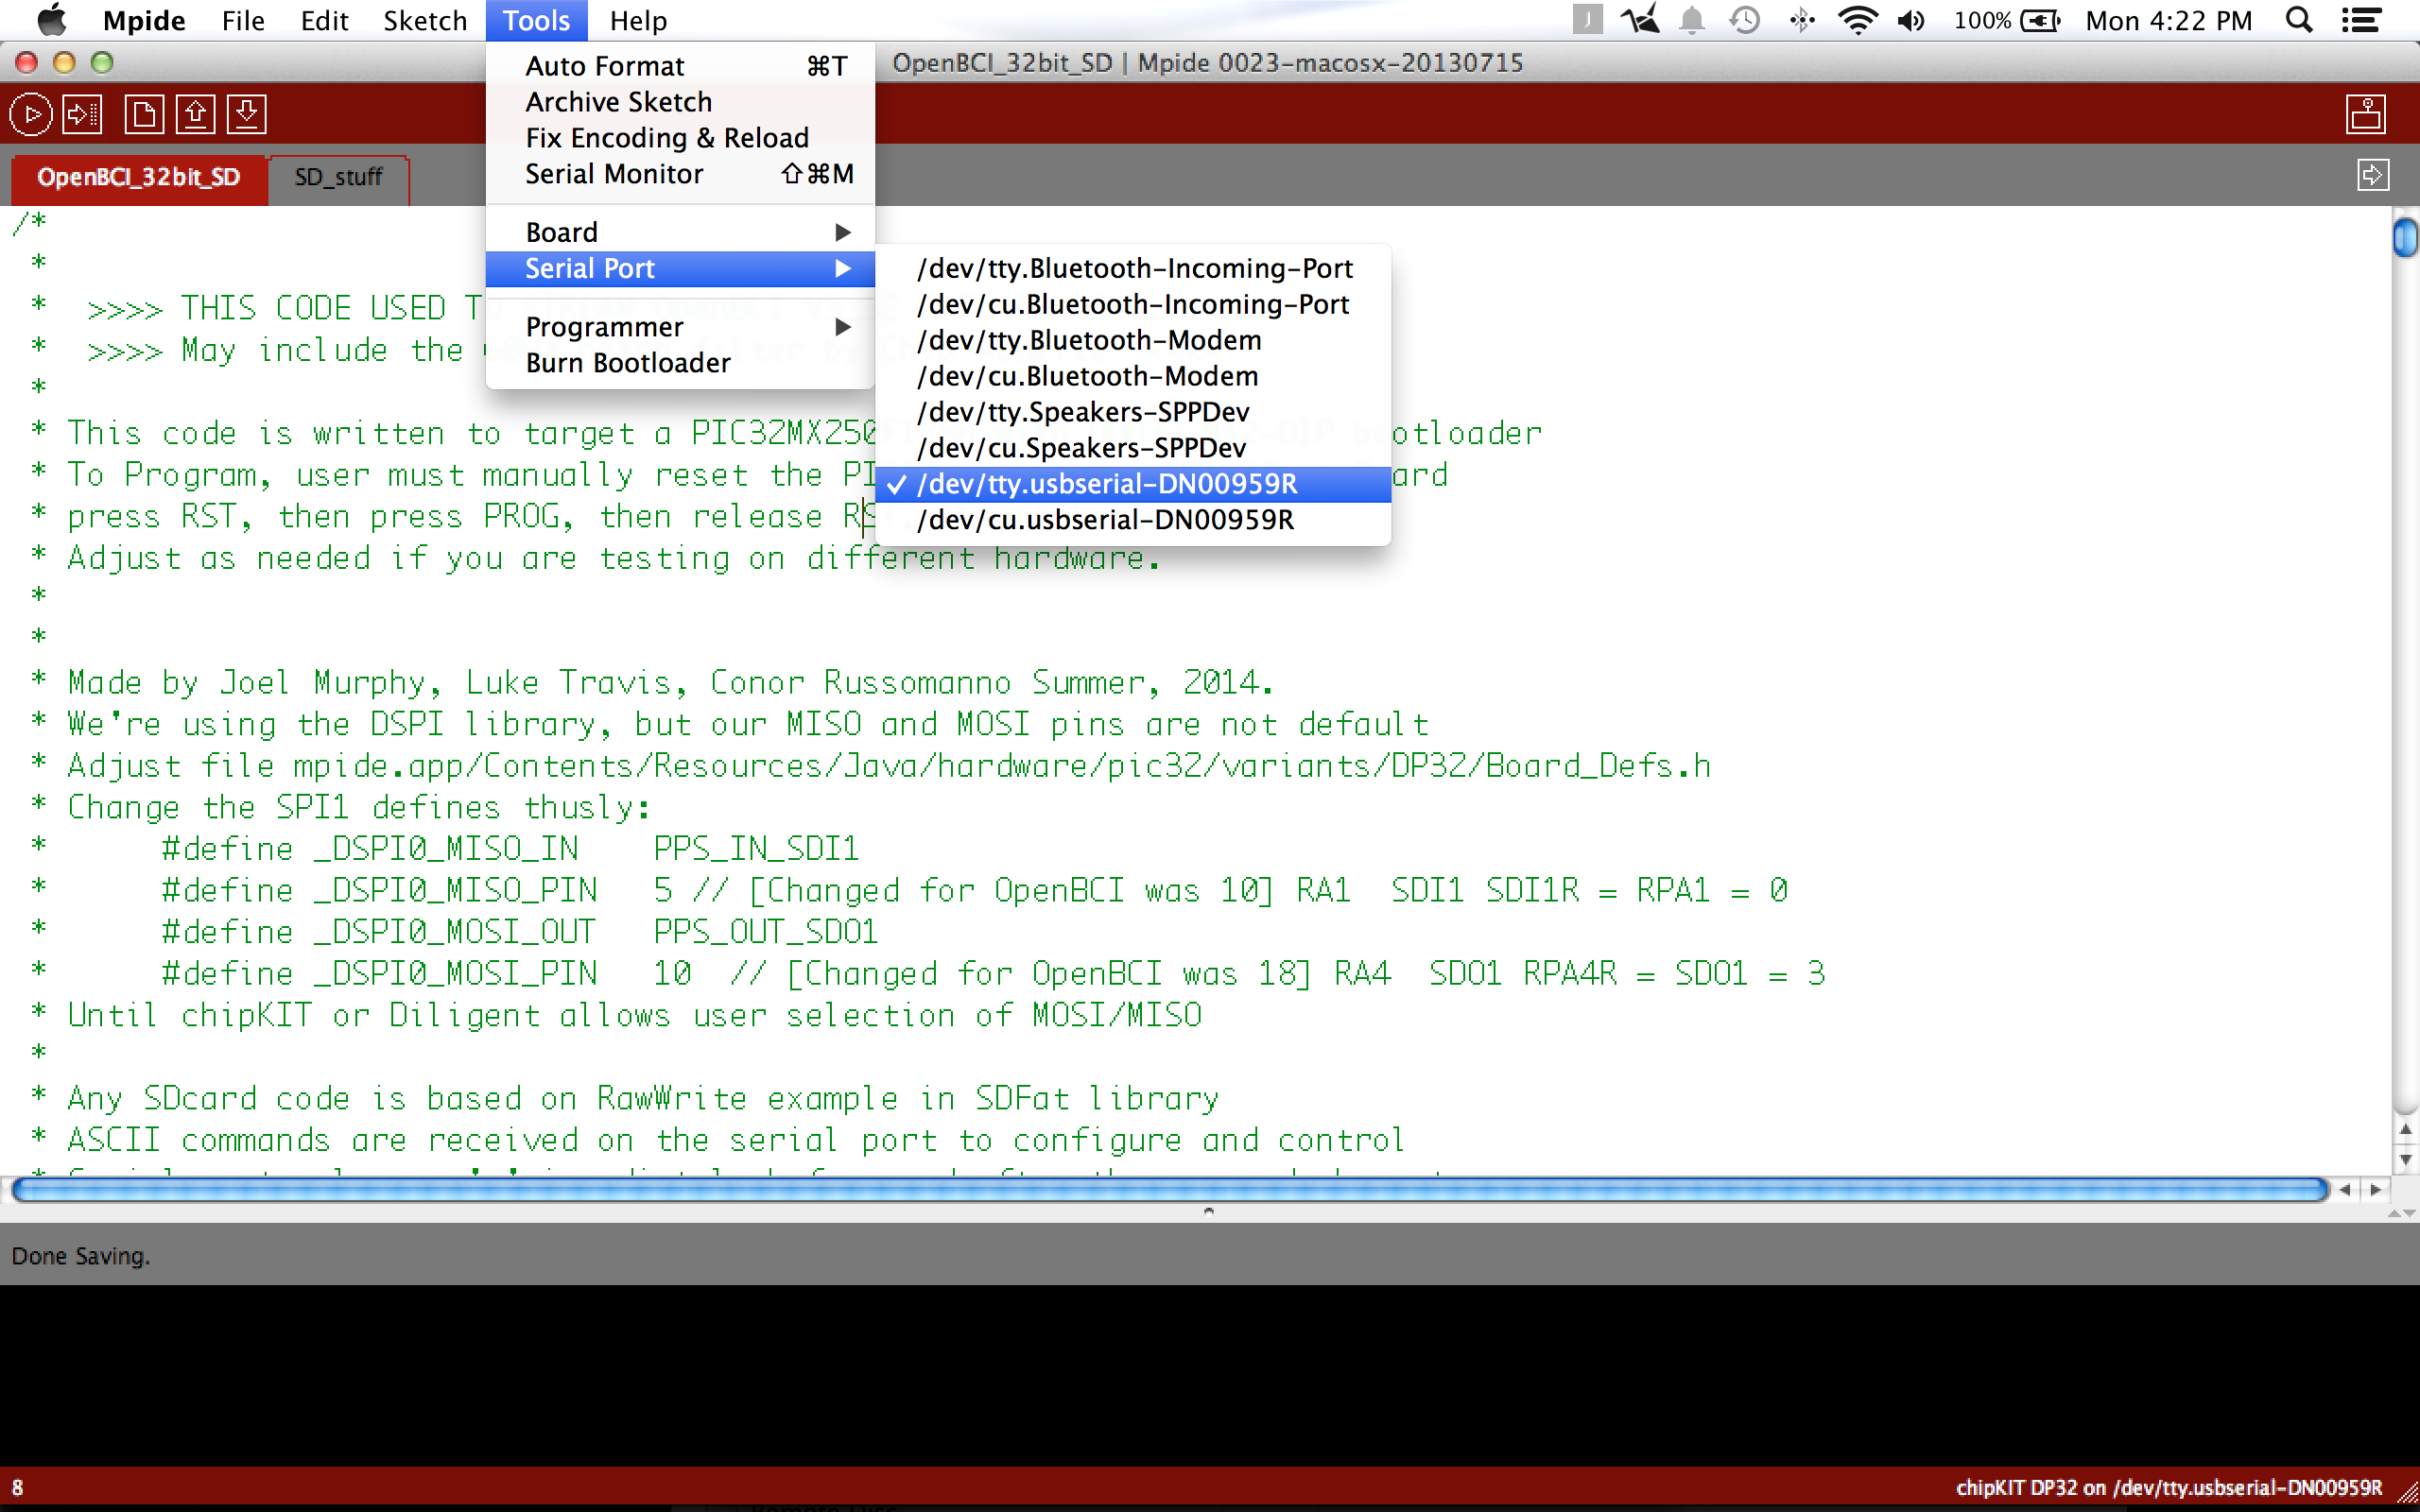 Mpide File Edit Sketch Tools Help 100% Mon 4:22 PM
OpenBCI_32bit_SD | Mpide 0023-macosx-20130715
Auto Format ⌘T
Archive Sketch
Fix Encoding & Reload
Serial Monitor ⇧⌘M
Board
Serial Port
Programmer
Burn Bootloader
/dev/tty.Bluetooth-Incoming-Port
/dev/cu.Bluetooth-Incoming-Port
/dev/tty.Bluetooth-Modem
/dev/cu.Bluetooth-Modem
/dev/tty.Speakers-SPPDev
/dev/cu.Speakers-SPPDev
✓ /dev/tty.usbserial-DN00959R
/dev/cu.usbserial-DN00959R
OpenBCI_32bit_SD SD_stuff
/*
*
* >>>> THIS CODE USED
* >>>> May include the
*
* This code is written to target a bootloader
* To Program, user must manually reset the
* press RST, then press PROG, then release
* Adjust as needed if you are testing on different hardware.
*
*
* Made by Joel Murphy, Luke Travis, Conor Russomanno Summer, 2014.
* We're using the DSPI library, but our MISO and MOSI pins are not default
* Adjust file mpide.app/Contents/Resources/Java/hardware/pic32/variants/DP32/Board_Defs.h
* Change the SPI1 defines thusly:
* #define _DSPI0_MISO_IN PPS_IN_SDI1
* #define _DSPI0_MISO_PIN 5 // [Changed for OpenBCI was 10] RA1 SDI1 SDI1R = RPA1 = 0
* #define _DSPI0_MOSI_OUT PPS_OUT_SDO1
* #define _DSPI0_MOSI_PIN 10 // [Changed for OpenBCI was 18] RA4 SDO1 RPA4R = SDO1 = 3
* Until chipKIT or Diligent allows user selection of MOSI/MISO
*
* Any SDcard code is based on RawWrite example in SDFat library
* ASCII commands are received on the serial port to configure and control
Done Saving.
8 chipKIT DP32 on /dev/tty.usbserial-DN00959R